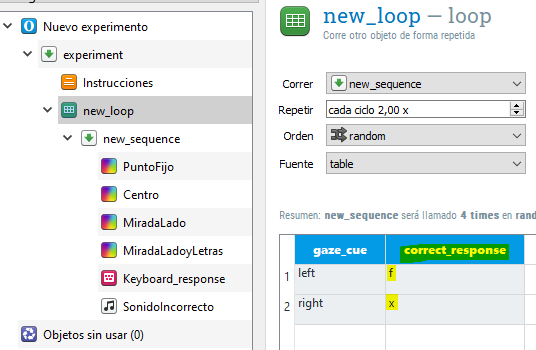 Nuevo experimento
experiment
Instrucciones
new_loop
new_sequence
PuntoFijo
Centro
MiradaLado
MiradaLadoyLetras
Keyboard_response
SonidoIncorrecto
Objetos sin usar (0)
new_loop – loop
Corre otro objeto de forma repetida
Correr new_sequence
Repetir cada ciclo 2,00 x
Orden random
Fuente table
Resumen: new_sequence será llamado 4 times en
gaze_cue correct_response
1 left f
2 right x